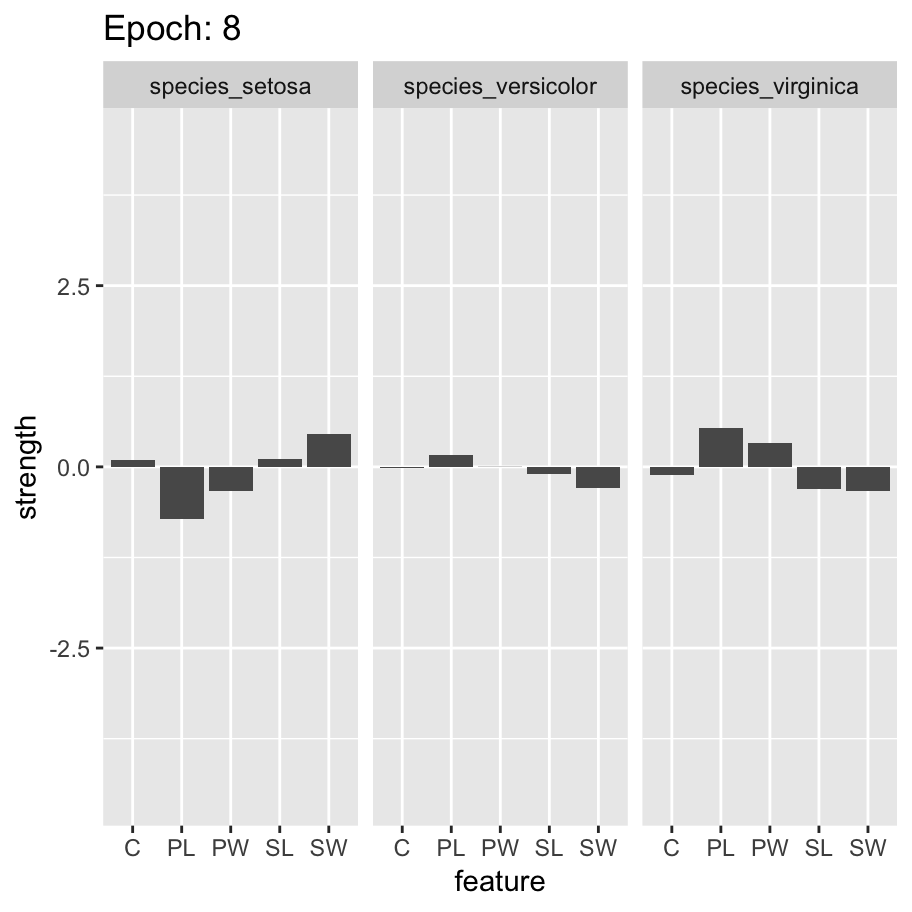 Epoch: 8
species_setosa species_versicolor species_virginica
2.5
0.0
-2.5
strength
C PL PW SL SW C PL PW SL SW C PL PW SL SW
feature